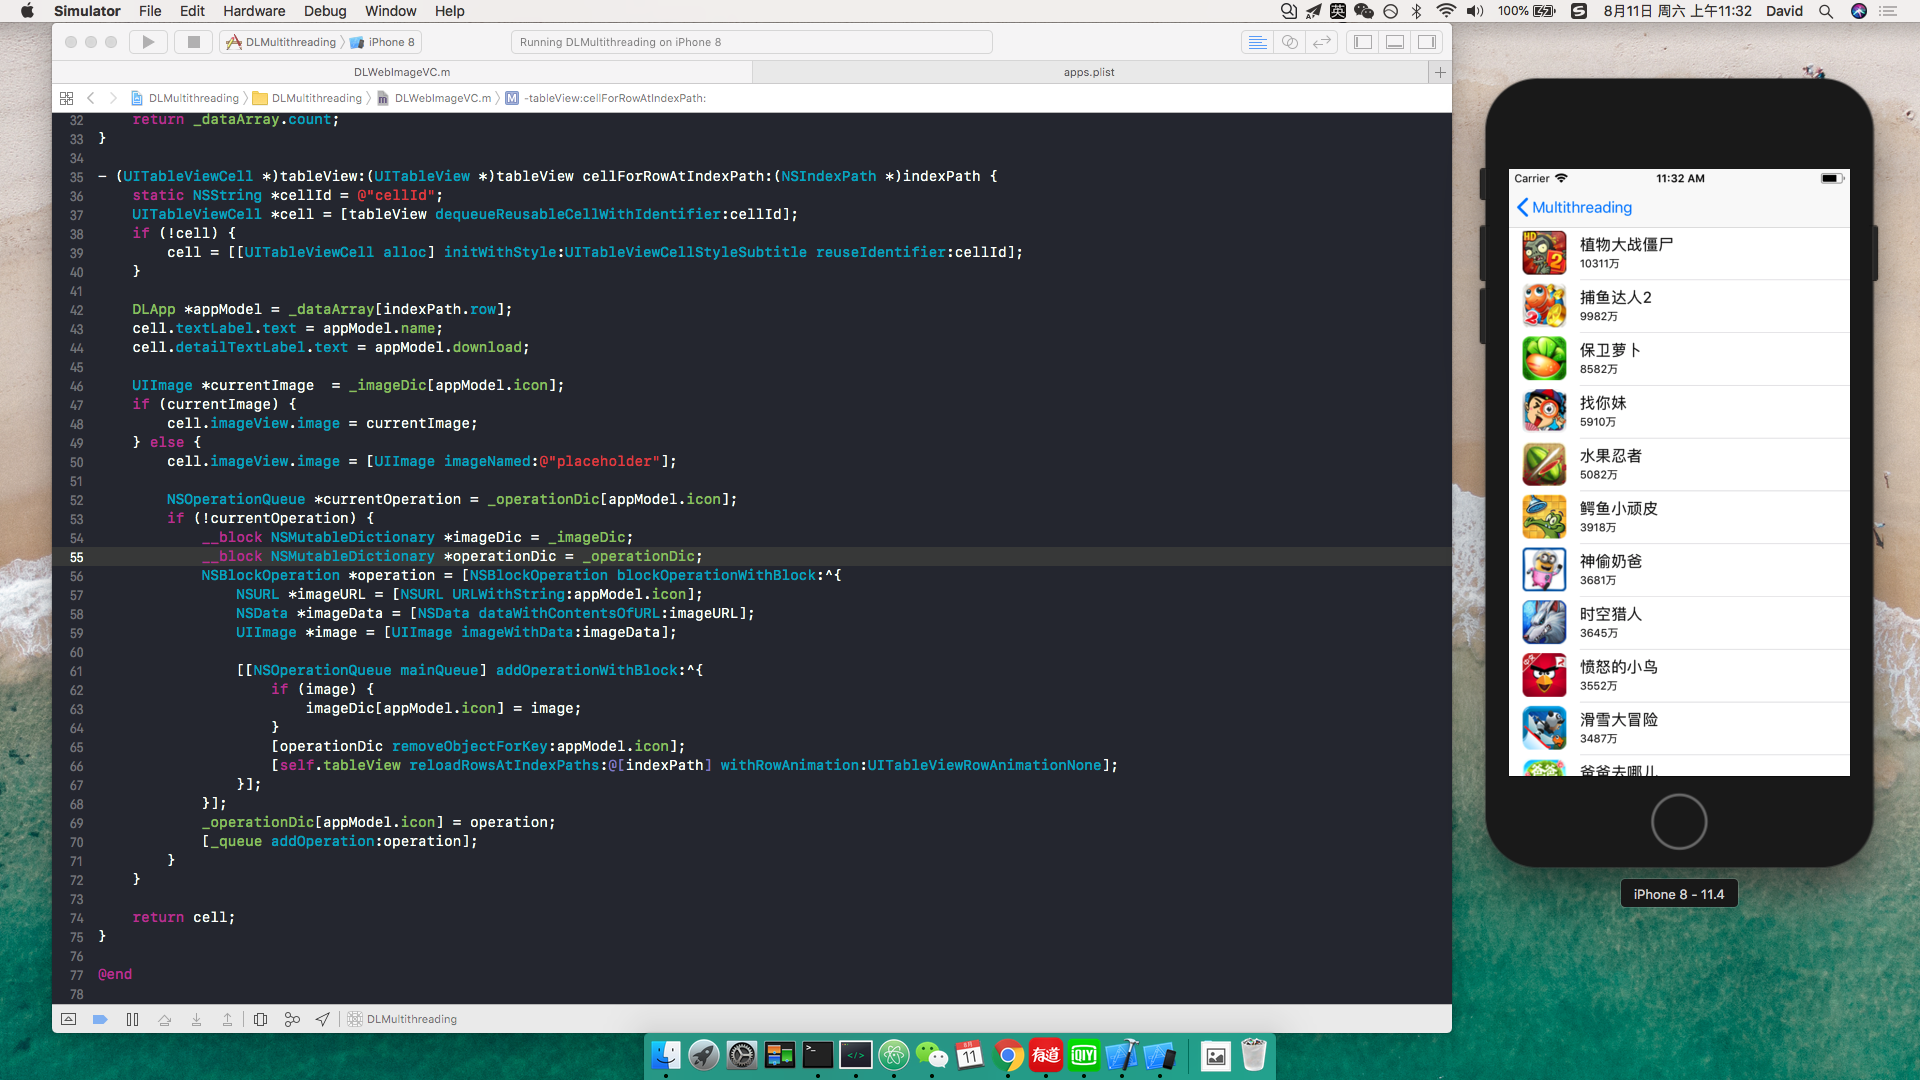 Simulator File Edit Hardware Debug Window Help
英 100% 8月11日 周六 上午11:32 David
DLMultithreading 〉 iPhone 8
Running DLMultithreading on iPhone 8
DLWebImageVC.m
apps.plist
DLMultithreading 〉 DLMultithreading 〉 DLWebImageVC.m 〉 M -tableView:cellForRowAtIndexPath:
32     return _dataArray.count;
33 }
34
35 - (UITableViewCell *)tableView:(UITableView *)tableView cellForRowAtIndexPath:(NSIndexPath *)indexPath {
36     static NSString *cellId = @"cellId";
37     UITableViewCell *cell = [tableView dequeueReusableCellWithIdentifier:cellId];
38     if (!cell) {
39         cell = [[UITableViewCell alloc] initWithStyle:UITableViewCellStyleSubtitle reuseIdentifier:cellId];
40     }
41
42     DLApp *appModel = _dataArray[indexPath.row];
43     cell.textLabel.text = appModel.name;
44     cell.detailTextLabel.text = appModel.download;
45
46     UIImage *currentImage  = _imageDic[appModel.icon];
47     if (currentImage) {
48         cell.imageView.image = currentImage;
49     } else {
50         cell.imageView.image = [UIImage imageNamed:@"placeholder"];
51
52         NSOperationQueue *currentOperation = _operationDic[appModel.icon];
53         if (!currentOperation) {
54             __block NSMutableDictionary *imageDic = _imageDic;
55             __block NSMutableDictionary *operationDic = _operationDic;
56             NSBlockOperation *operation = [NSBlockOperation blockOperationWithBlock:^{
57                 NSURL *imageURL = [NSURL URLWithString:appModel.icon];
58                 NSData *imageData = [NSData dataWithContentsOfURL:imageURL];
59                 UIImage *image = [UIImage imageWithData:imageData];
60
61                 [[NSOperationQueue mainQueue] addOperationWithBlock:^{
62                     if (image) {
63                         imageDic[appModel.icon] = image;
64                     }
65                     [operationDic removeObjectForKey:appModel.icon];
66                     [self.tableView reloadRowsAtIndexPaths:@[indexPath] withRowAnimation:UITableViewRowAnimationNone];
67                 }];
68             }];
69             _operationDic[appModel.icon] = operation;
70             [_queue addOperation:operation];
71         }
72     }
73
74     return cell;
75 }
76
77 @end
78
DLMultithreading
Carrier 11:32 AM
Multithreading
植物大战僵尸
10311万
捕鱼达人2
9982万
保卫萝卜
8582万
找你妹
5910万
水果忍者
5082万
鳄鱼小顽皮
3918万
神偷奶爸
3681万
时空猎人
3645万
愤怒的小鸟
3552万
滑雪大冒险
3487万
爸爸去哪儿
iPhone 8 - 11.4
8月
11
有道
QIY